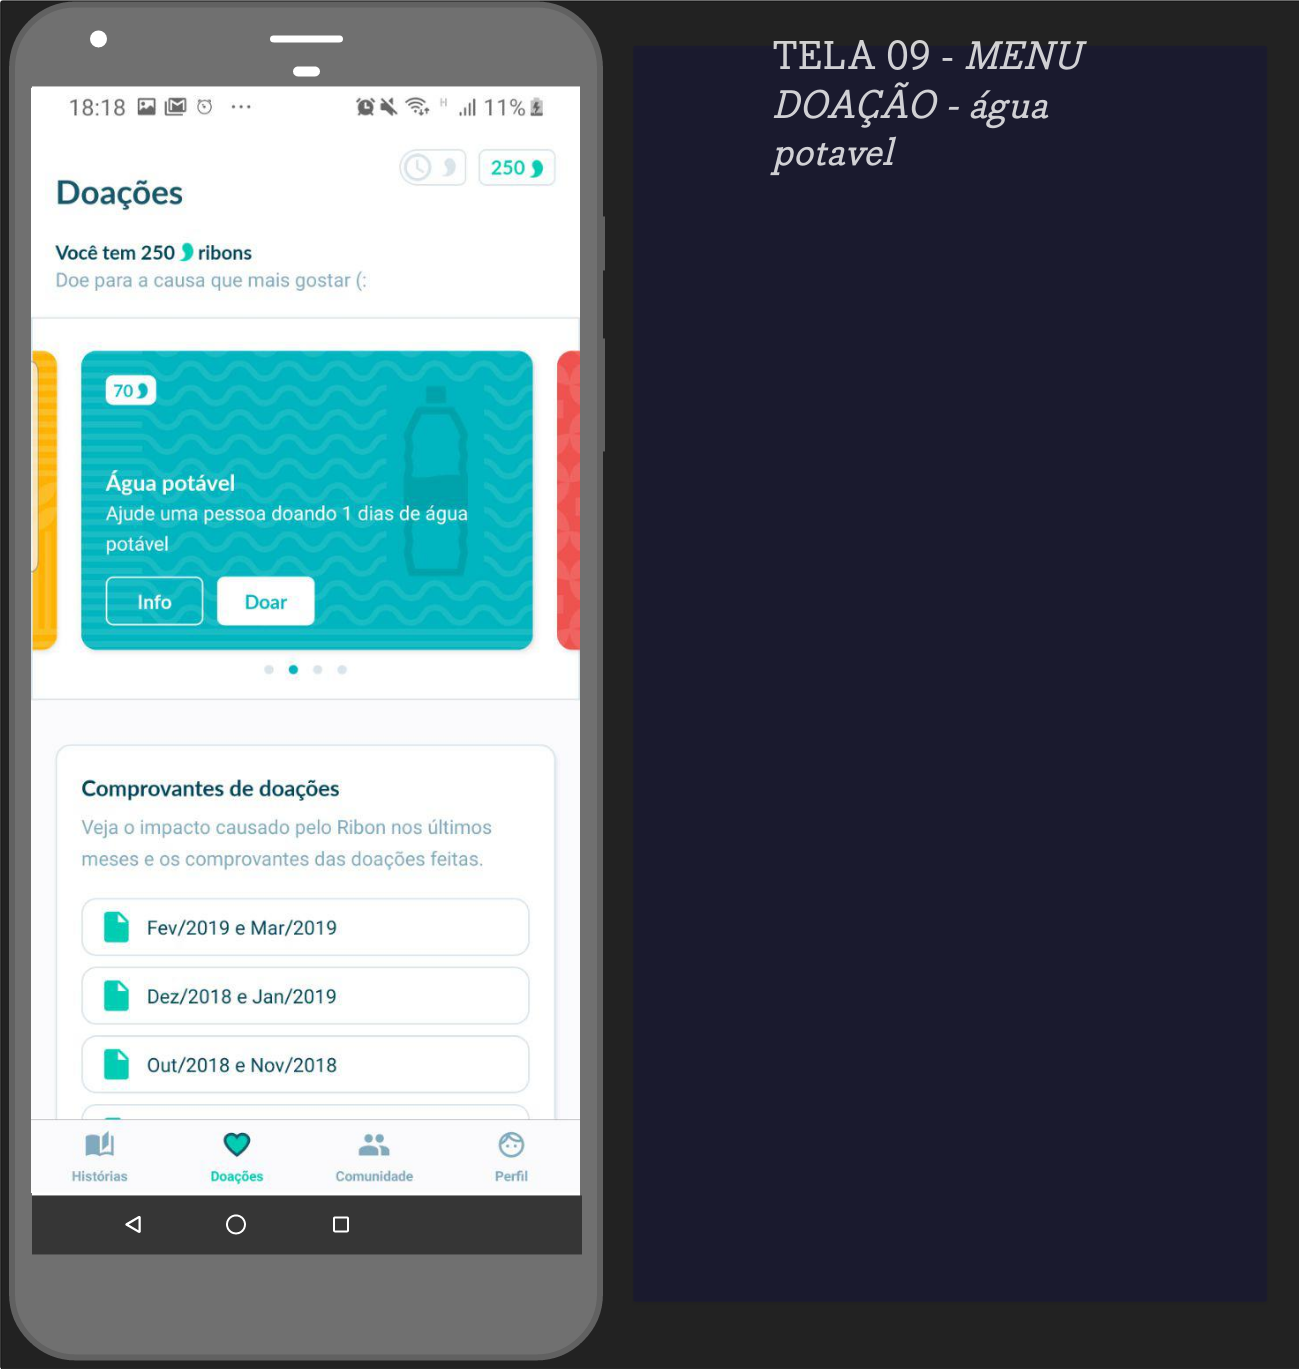 TELA 09 - MENU
DOAÇÃO - água
potavel
18:18
H
11%
250
Doações
Você tem 250 ribons
Doe para a causa que mais gostar (:
70
Água potável
Ajude uma pessoa doando 1 dias de água
potável
Info
Doar
Comprovantes de doações
Veja o impacto causado pelo Ribon nos últimos
meses e os comprovantes das doações feitas.
Fev/2019 e Mar/2019
Dez/2018 e Jan/2019
Out/2018 e Nov/2018
Histórias
Doações
Comunidade
Perfil